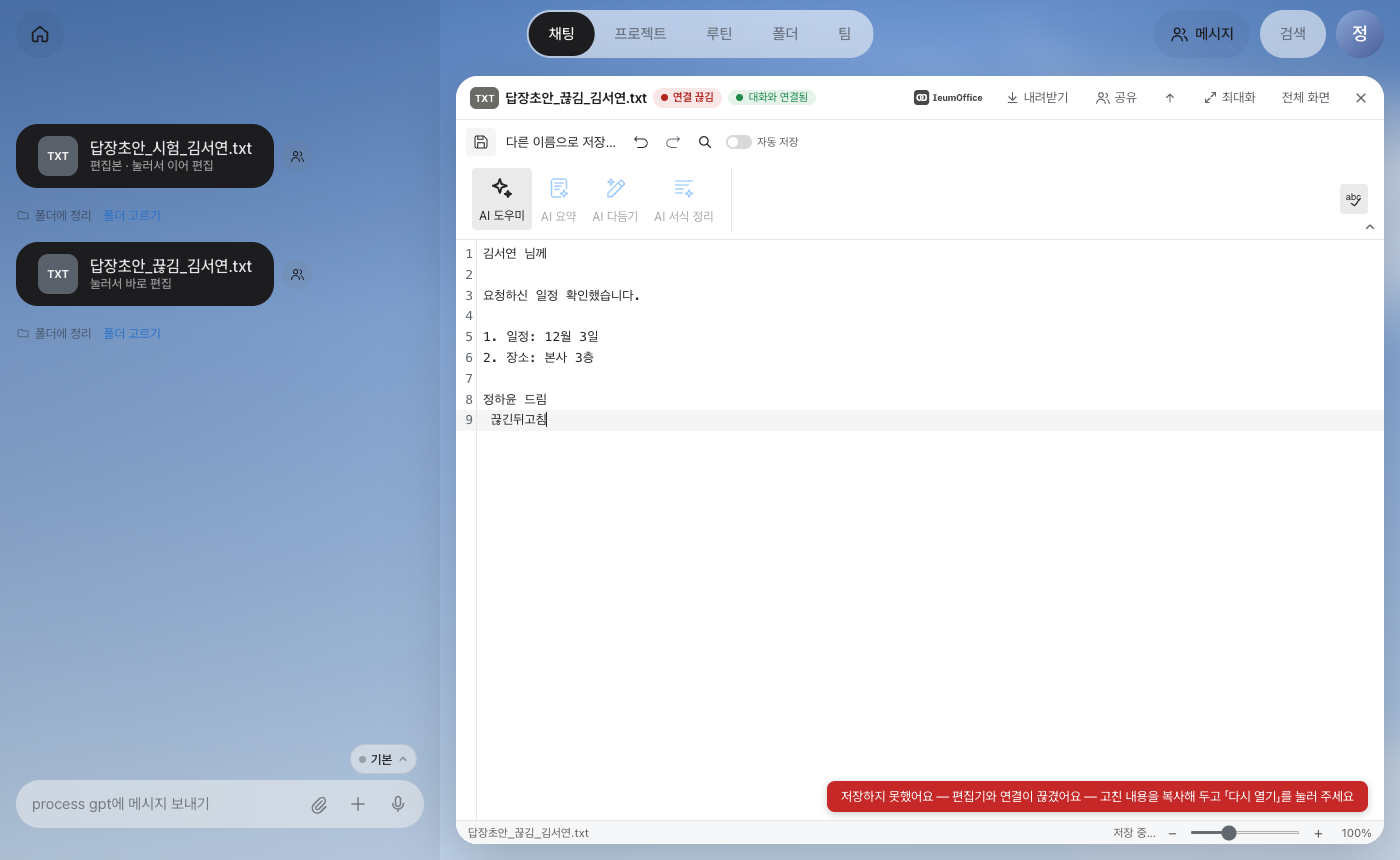 채팅 프로젝트 루틴 폴더 팀
메시지 검색 정
TXT 답장초안_시험_김서연.txt
편집본 · 눌러서 이어 편집
폴더에 정리 폴더 고르기
TXT 답장초안_끊김_김서연.txt
눌러서 바로 편집
폴더에 정리 폴더 고르기
기본
process gpt에 메시지 보내기
TXT 답장초안_끊김_김서연.txt 연결 끊김 대화와 연결됨 IeumOffice 내려받기 공유 최대화 전체 화면
다른 이름으로 저장... 자동 저장
AI 도우미 AI 요약 AI 다듬기 AI 서식 정리
abc
1 김서연 님께
2
3 요청하신 일정 확인했습니다.
4
5 1. 일정: 12월 3일
6 2. 장소: 본사 3층
7
8 정하윤 드림
9 끊긴뒤고침
저장하지 못했어요 — 편집기와 연결이 끊겼어요 — 고친 내용을 복사해 두고 「다시 열기」를 눌러 주세요
답장초안_끊김_김서연.txt 저장 중... 100%